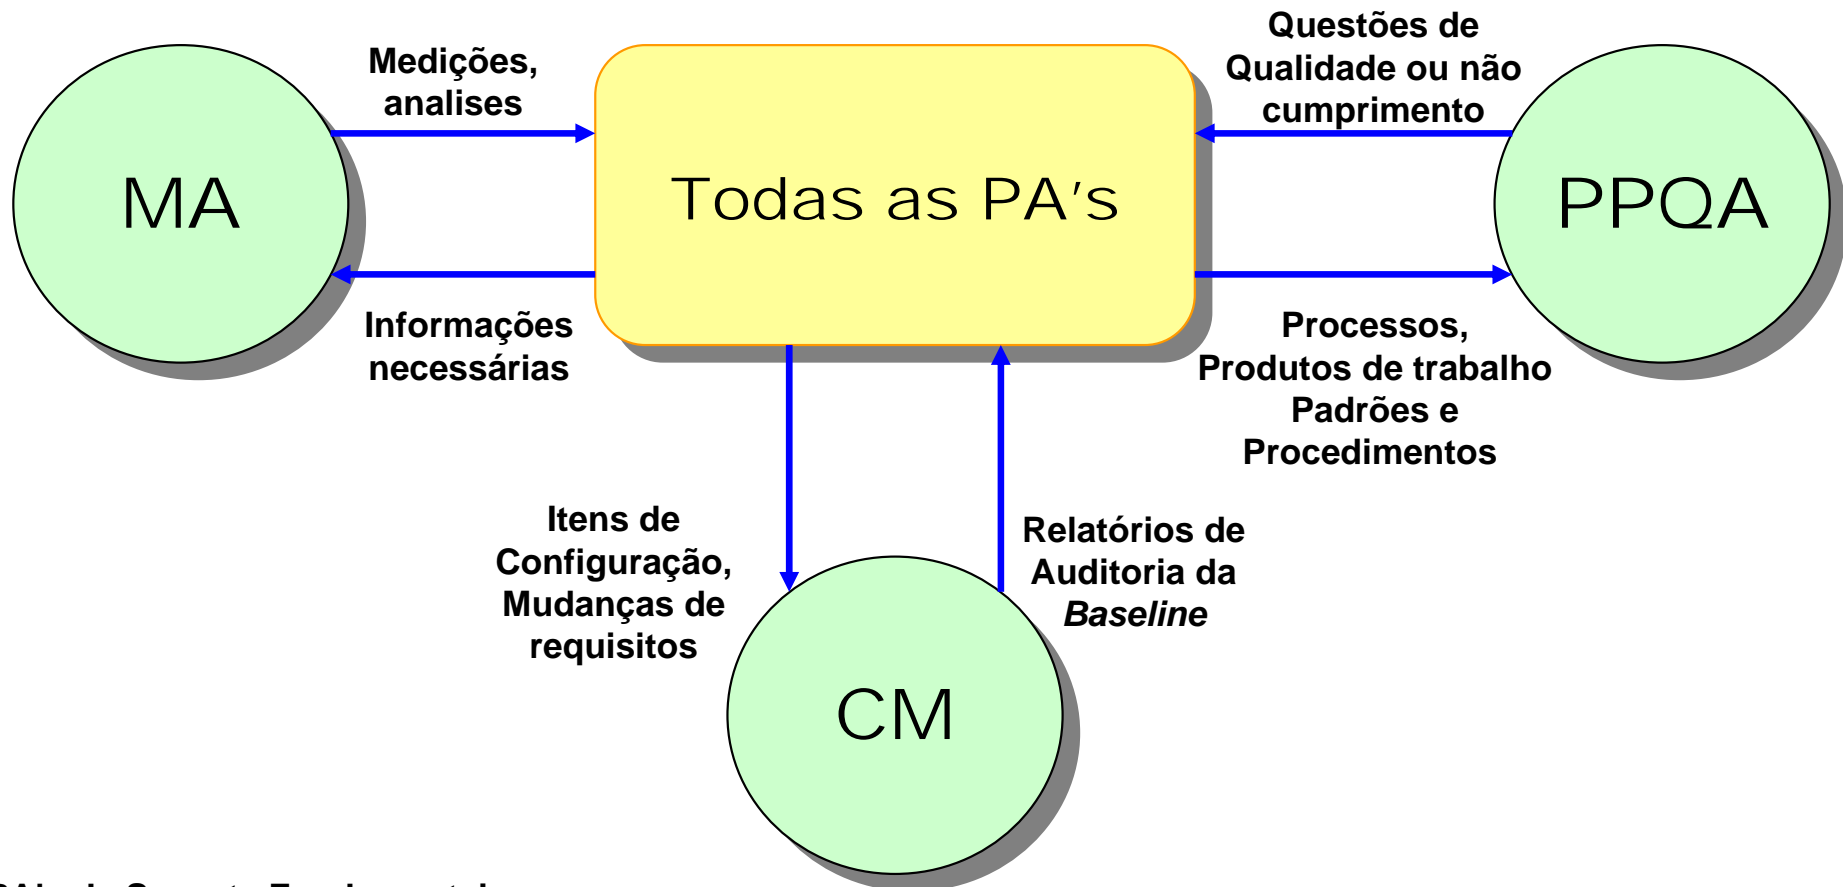 Medições,
analises
MA
Informações
necessárias
Todas as PA's
Questões de
Qualidade ou não
cumprimento
PPQA
Processos,
Produtos de trabalho
Padrões e
Procedimentos
Itens de
Configuração,
Mudanças de
requisitos
Relatórios de
Auditoria da
Baseline
CM